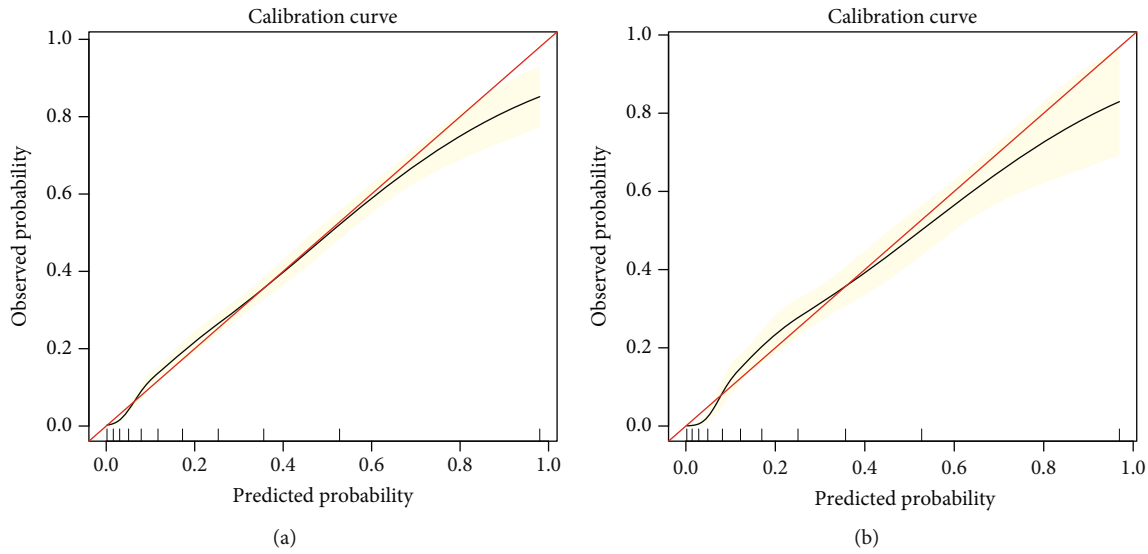 Calibration curve
1.0
0.8
0.6
0.4
0.2
0.0
Observed probability
0.0 0.2 0.4 0.6 0.8 1.0
Predicted probability
(a)
Calibration curve
1.0
0.8
0.6
0.4
0.2
0.0
Observed probability
0.0 0.2 0.4 0.6 0.8 1.0
Predicted probability
(b)